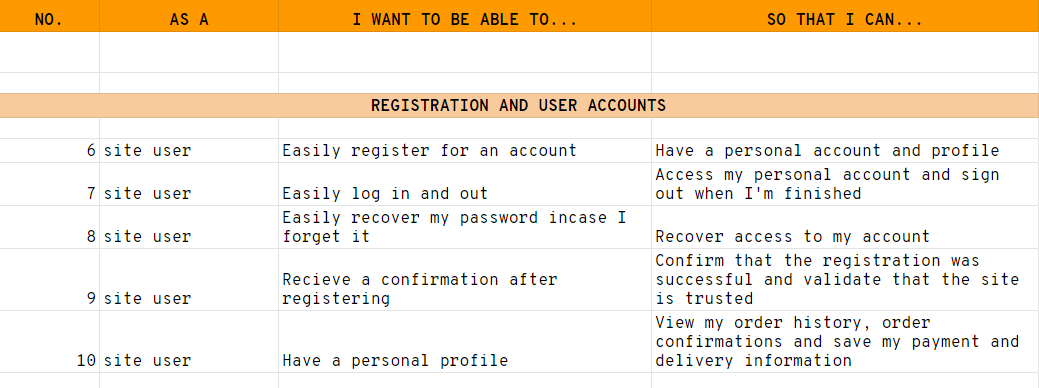 NO. AS A I WANT TO BE ABLE TO... SO THAT I CAN...
REGISTRATION AND USER ACCOUNTS
6 site user Easily register for an account Have a personal account and profile
Access my personal account and sign
7 site user Easily log in and out out when I'm finished
Easily recover my password incase I
8 site user forget it Recover access to my account
Confirm that the registration was
Recieve a confirmation after successful and validate that the site
9 site user registering is trusted
View my order history, order
confirmations and save my payment and
10 site user Have a personal profile delivery information